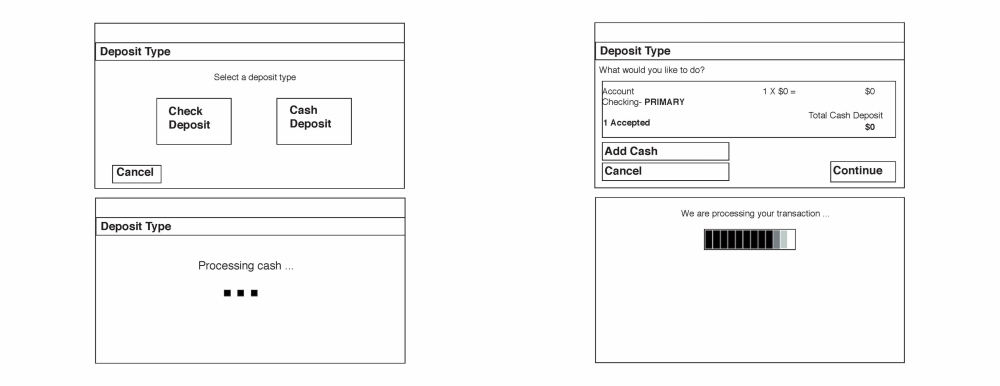 Deposit Type
Select a deposit type
Check
Deposit
Cash
Deposit
Cancel
Deposit Type
Processing cash ...
Deposit Type
What would you like to do?
Account 1 X $0 = $0
Checking- PRIMARY
Total Cash Deposit
1 Accepted $0
Add Cash
Cancel
Continue
We are processing your transaction ...